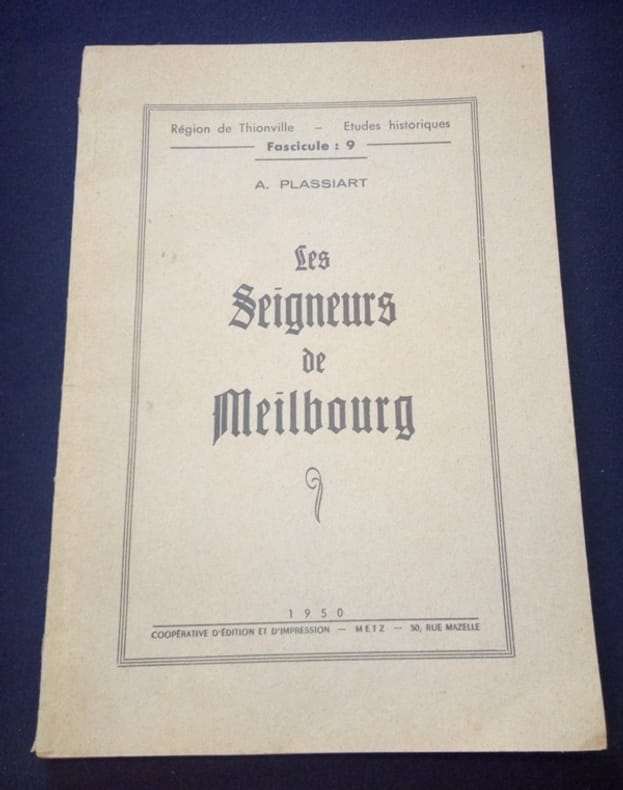 Région de Thionville – Etudes historiques
Fascicule : 9
A. PLASSIART
Les
Seigneurs
de
Meilbourg
1950
COOPÉRATIVE D'ÉDITION ET D'IMPRESSION — METZ — 30, RUE MAZELLE